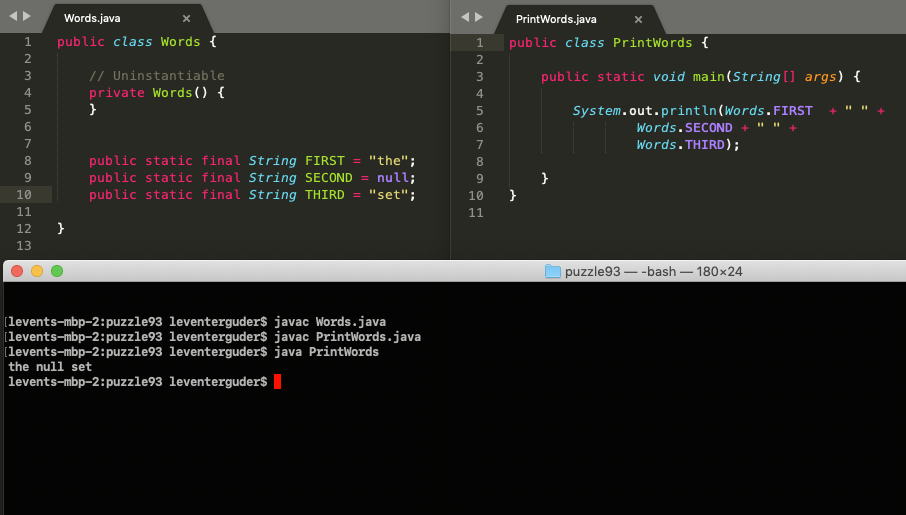 Words.java ×
1 public class Words {
2
3 // Uninstantiable
4 private Words() {
5 }
6
7
8 public static final String FIRST = "the";
9 public static final String SECOND = null;
10 public static final String THIRD = "set";
11
12 }
13
PrintWords.java ×
1 public class PrintWords {
2
3 public static void main(String[] args) {
4
5 System.out.println(Words.FIRST + " " +
6 Words.SECOND + " " +
7 Words.THIRD);
8
9 }
10 }
11
puzzle93 — -bash — 180×24
[levents-mbp-2:puzzle93 leventerguder$ javac Words.java
[levents-mbp-2:puzzle93 leventerguder$ javac PrintWords.java
[levents-mbp-2:puzzle93 leventerguder$ java PrintWords
the null set
levents-mbp-2:puzzle93 leventerguder$